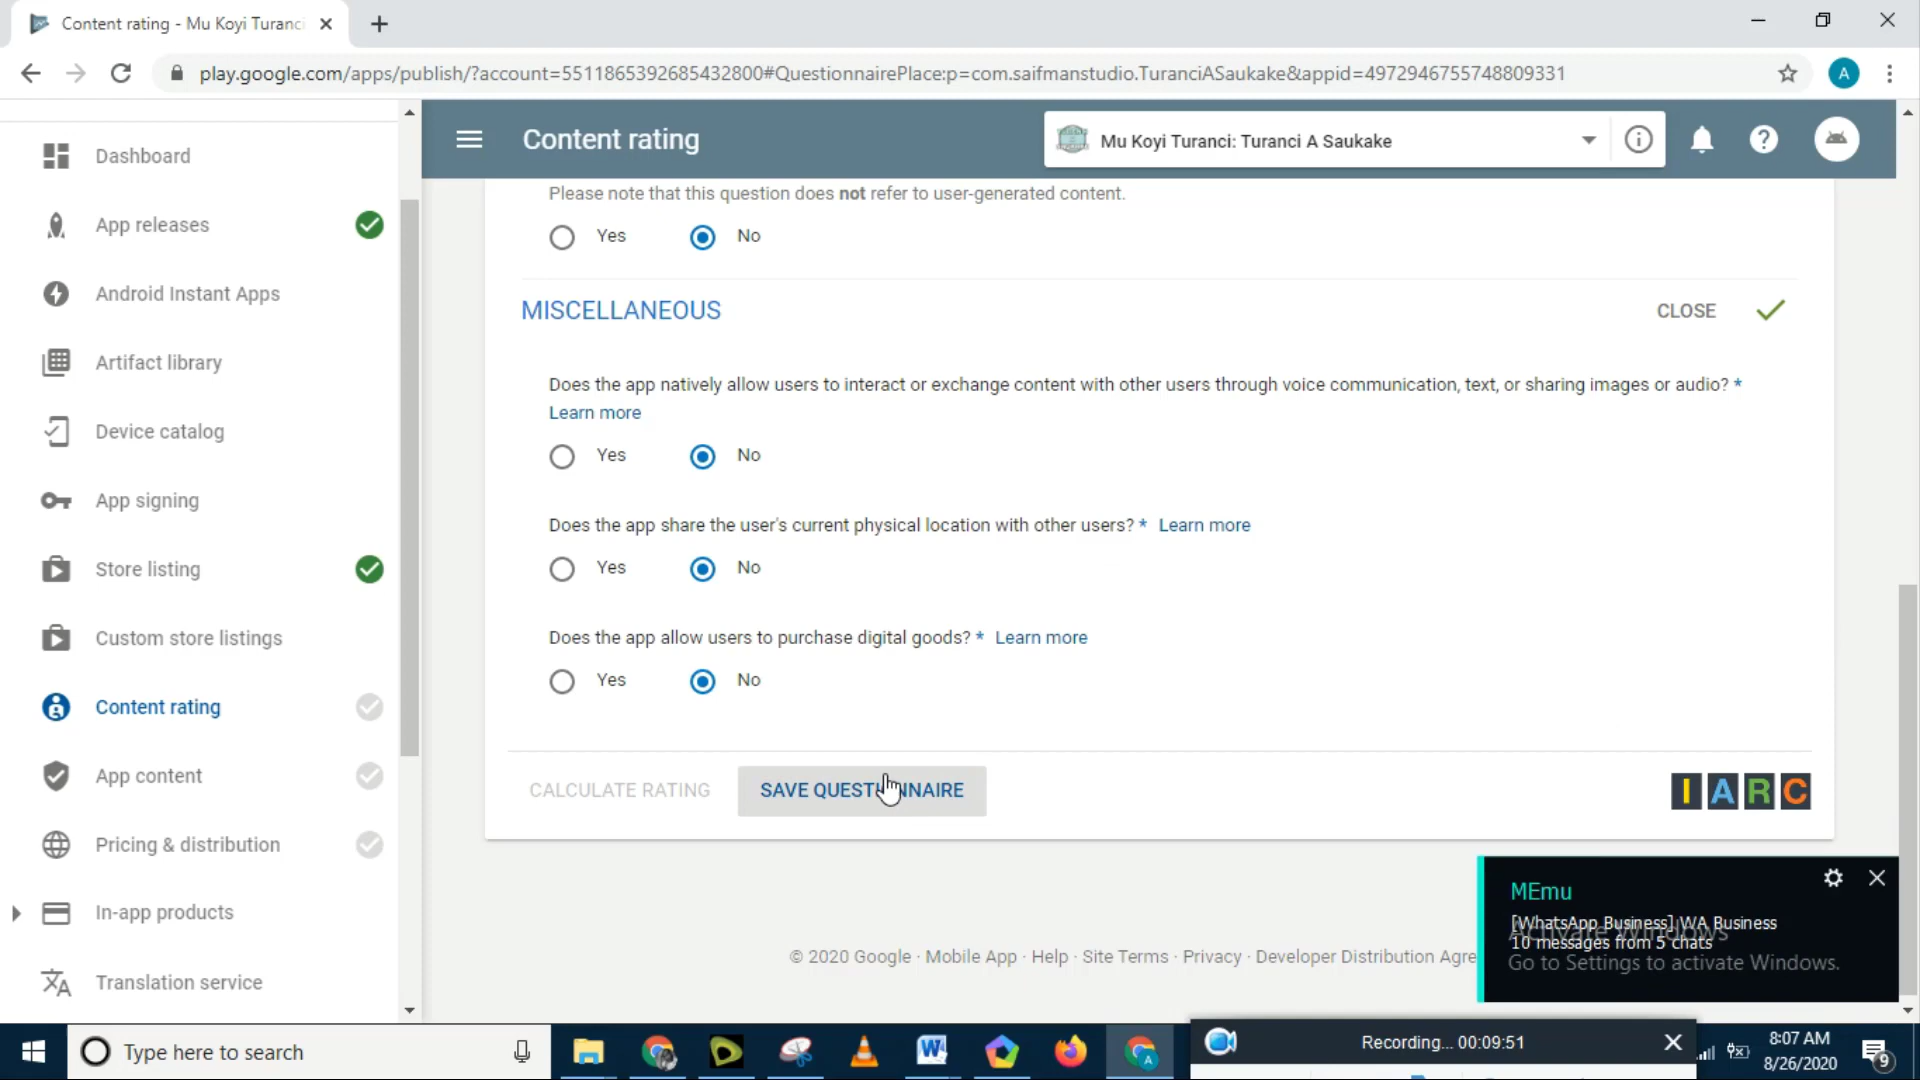 Content rating - Mu Koyi Turanci
play.google.com/apps/publish/?account=5511865392685432800#QuestionnairePlace:p=com.saifmanstudio.TuranciASaukake&appid=4972946755748809331
A
Dashboard
App releases
Android Instant Apps
Artifact library
Device catalog
App signing
Store listing
Custom store listings
Content rating
App content
Pricing & distribution
In-app products
Translation service
Content rating
Mu Koyi Turanci: Turanci A Saukake
Please note that this question does not refer to user-generated content.
Yes No
MISCELLANEOUS CLOSE
Does the app natively allow users to interact or exchange content with other users through voice communication, text, or sharing images or audio? *
Learn more
Yes No
Does the app share the user's current physical location with other users? * Learn more
Yes No
Does the app allow users to purchase digital goods? * Learn more
Yes No
CALCULATE RATING SAVE QUESTIONNAIRE IARC
© 2020 Google · Mobile App · Help · Site Terms · Privacy · Developer Distribution Agre
MEmu
[WhatsApp Business] WA Business
Activate Windows
10 messages from 5 chats
Go to Settings to activate Windows.
Type here to search
Recording... 00:09:51
8:07 AM
8/26/2020
9